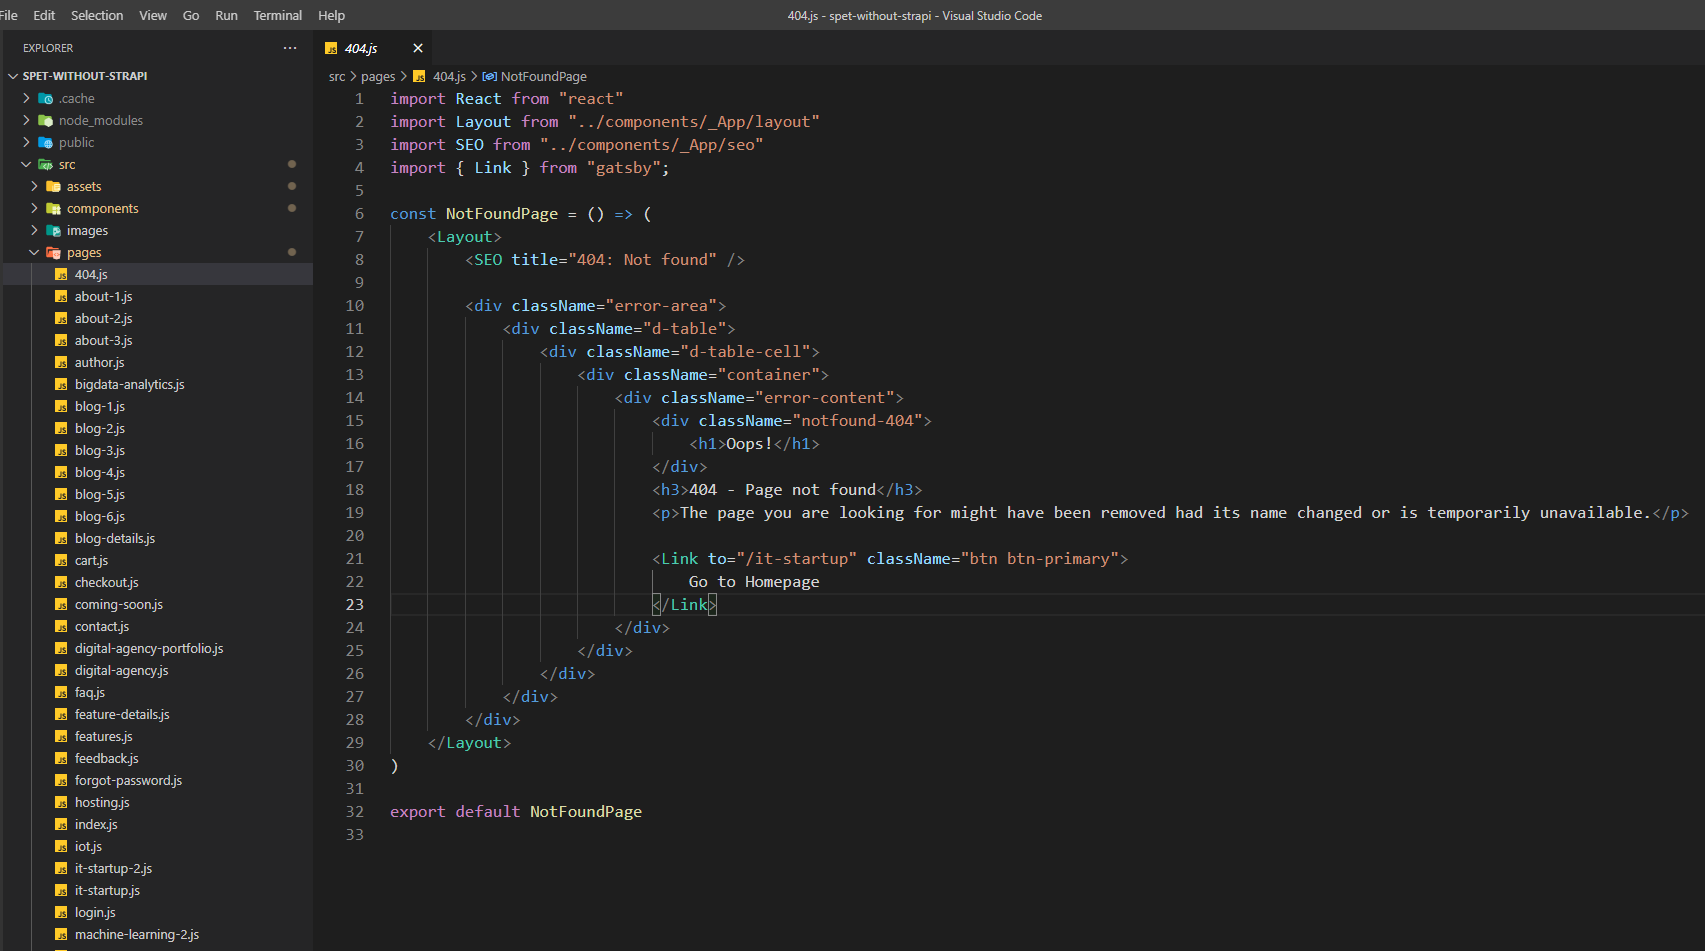 File Edit Selection View Go Run Terminal Help
404.js - spet-without-strapi - Visual Studio Code
EXPLORER
SPET-WITHOUT-STRAPI
.cache
node_modules
public
src
assets
components
images
pages
404.js
about-1.js
about-2.js
about-3.js
author.js
bigdata-analytics.js
blog-1.js
blog-2.js
blog-3.js
blog-4.js
blog-5.js
blog-6.js
blog-details.js
cart.js
checkout.js
coming-soon.js
contact.js
digital-agency-portfolio.js
digital-agency.js
faq.js
feature-details.js
features.js
feedback.js
forgot-password.js
hosting.js
index.js
iot.js
it-startup-2.js
it-startup.js
login.js
machine-learning-2.js
404.js
src > pages > 404.js > NotFoundPage
1 import React from "react"
2 import Layout from "../components/_App/layout"
3 import SEO from "../components/_App/seo"
4 import { Link } from "gatsby";
5
6 const NotFoundPage = () => (
7 <Layout>
8 <SEO title="404: Not found" />
9
10 <div className="error-area">
11 <div className="d-table">
12 <div className="d-table-cell">
13 <div className="container">
14 <div className="error-content">
15 <div className="notfound-404">
16 <h1>Oops!</h1>
17 </div>
18 <h3>404 - Page not found</h3>
19 <p>The page you are looking for might have been removed had its name changed or is temporarily unavailable.</p>
20
21 <Link to="/it-startup" className="btn btn-primary">
22 Go to Homepage
23 </Link>
24 </div>
25 </div>
26 </div>
27 </div>
28 </div>
29 </Layout>
30 )
31
32 export default NotFoundPage
33